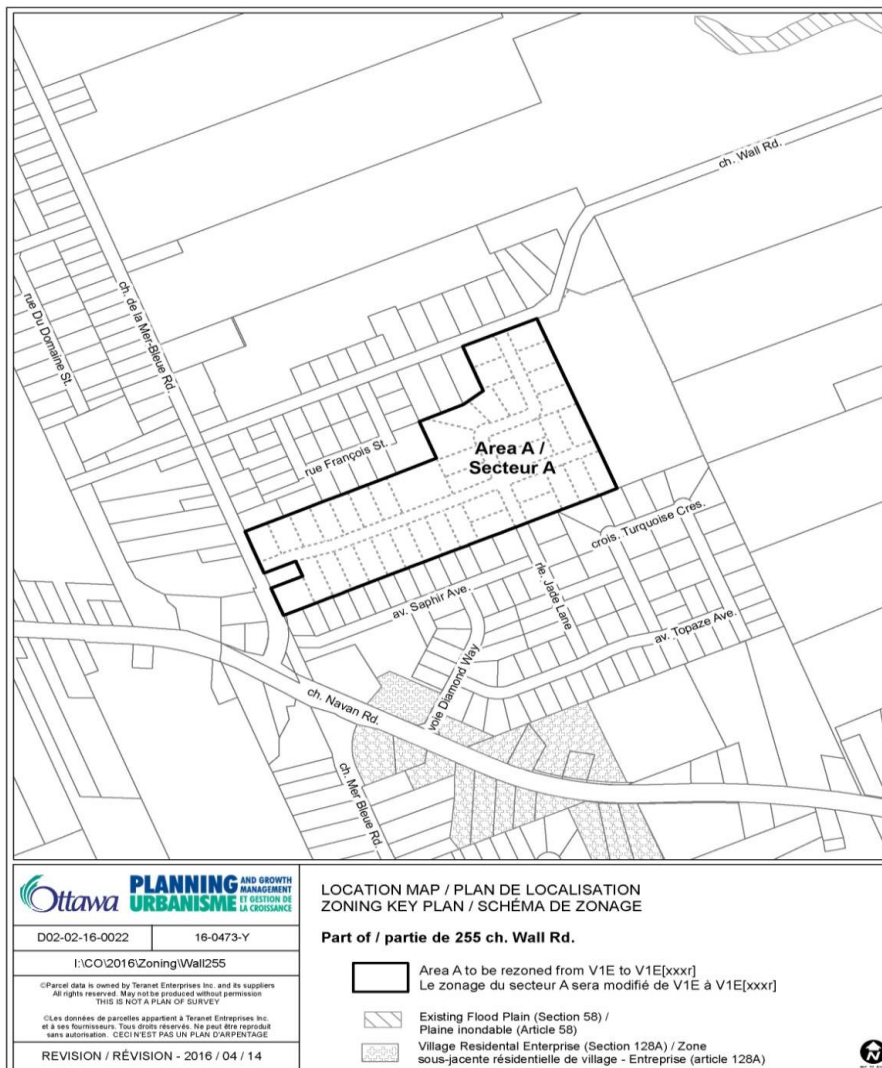 ch. Wall Rd.
ch. de la Mer-Bleue Rd.
rue Du Domaine St.
rue François St.
Area A /
Secteur A
crois. Turquoise Cres.
av. Saphir Ave.
rle. Jade Lane
av. Topaze Ave.
voie Diamond Way
ch. Navan Rd.
ch. Mer Bleue Rd.
Ottawa
PLANNING AND GROWTH MANAGEMENT
URBANISME ET GESTION DE LA CROISSANCE
D02-02-16-0022
16-0473-Y
I:\CO\2016\Zoning\Wall255
©Parcel data is owned by Teranet Enterprises Inc. and its suppliers
All rights reserved. May not be produced without permission
THIS IS NOT A PLAN OF SURVEY
©Les données de parcelles appartient à Teranet Entreprises Inc.
et à ses fournisseurs. Tous droits réservés. Ne peut être reproduit
sans autorisation. CECI N'EST PAS UN PLAN D'ARPENTAGE
REVISION / RÉVISION - 2016 / 04 / 14
LOCATION MAP / PLAN DE LOCALISATION
ZONING KEY PLAN / SCHÉMA DE ZONAGE
Part of / partie de 255 ch. Wall Rd.
Area A to be rezoned from V1E to V1E[xxxr]
Le zonage du secteur A sera modifié de V1E à V1E[xxxr]
Existing Flood Plain (Section 58) /
Plaine inondable (Article 58)
Village Residental Enterprise (Section 128A) / Zone
sous-jacente résidentielle de village - Entreprise (article 128A)
N